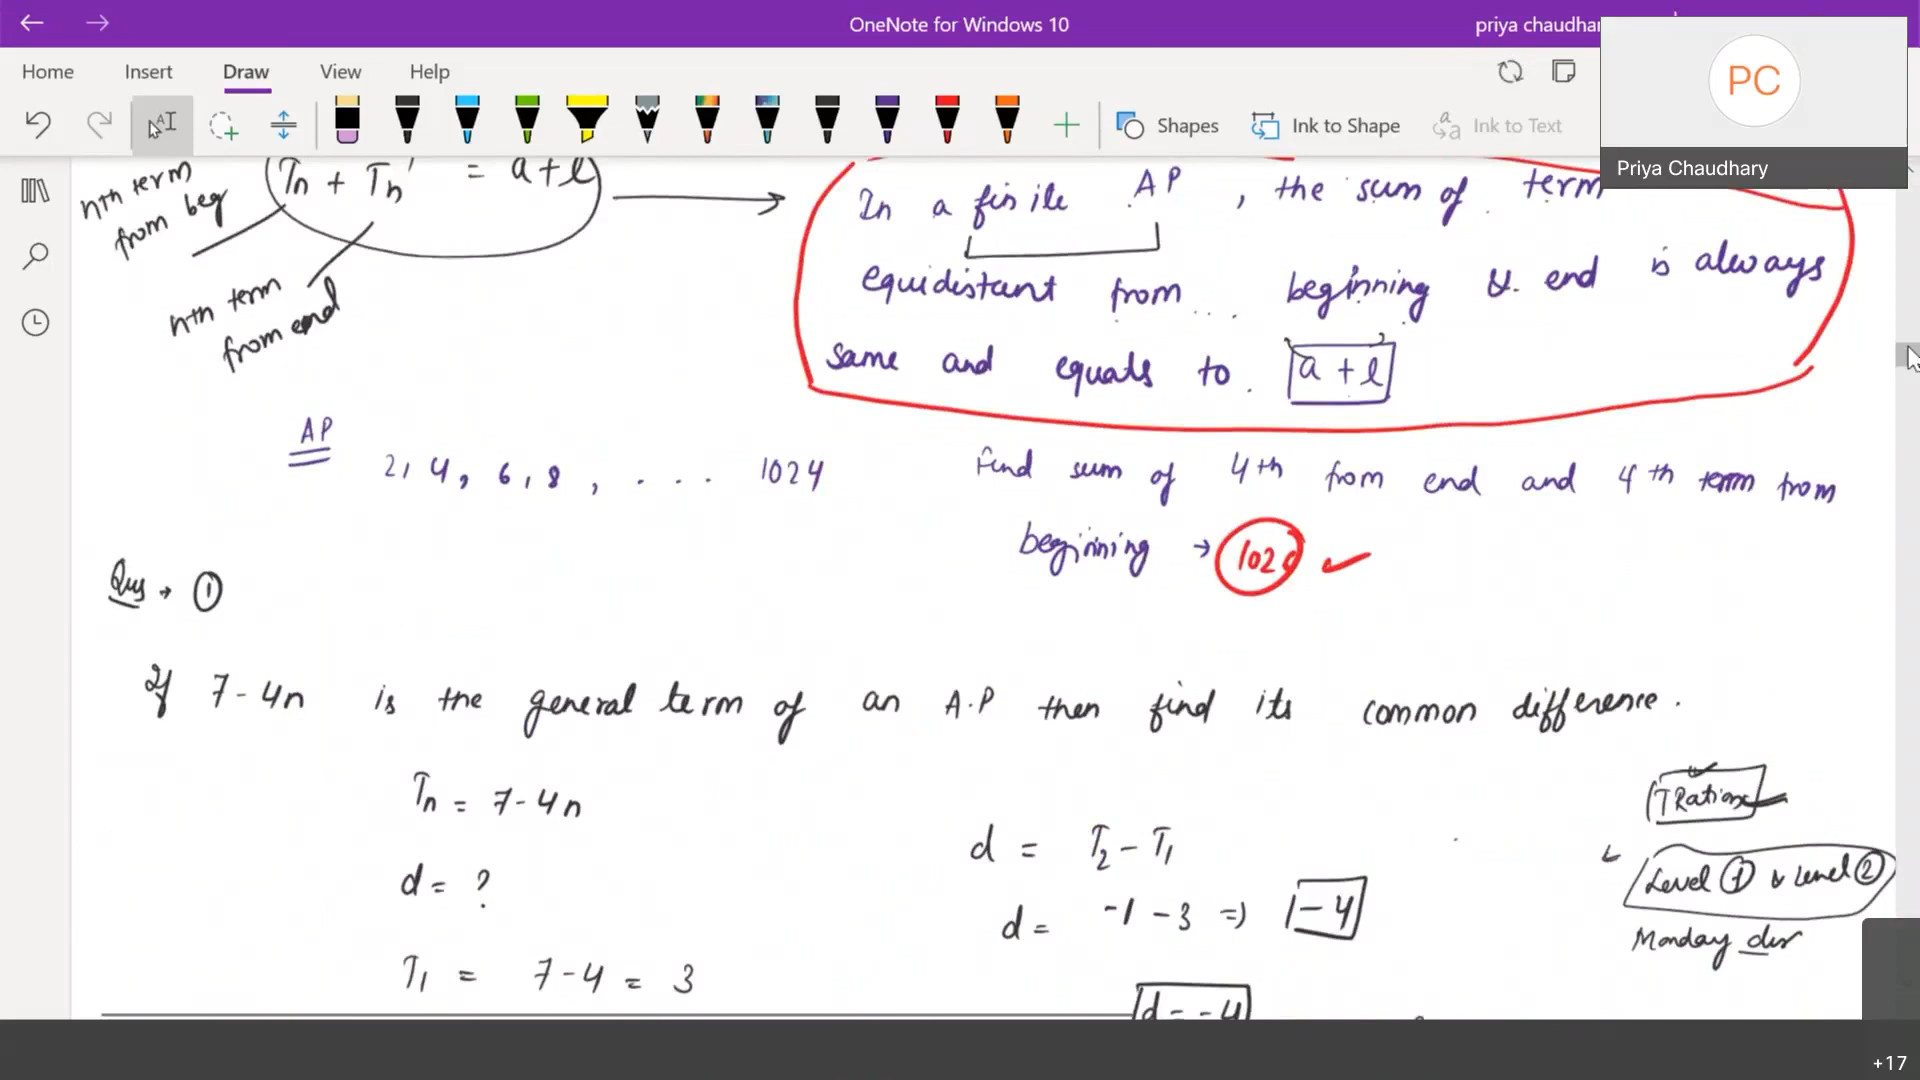 OneNote for Windows 10
priya chaudhar
PC
Priya Chaudhary
Home Insert Draw View Help
Shapes Ink to Shape Ink to Text
nth term from beg
Tn + Tn' = a+l
nth term from end
In a finite AP, the sum of term
equidistant from... beginning & end is always
same and equals to. a+l
AP
2, 4, 6, 8, .... 1024
Find sum of 4th from end and 4th term from
beginning →
Ques → ①
If 7-4n is the general term of an A.P then find its common difference.
Tn = 7-4n
d = ?
T1 = 7-4 = 3
d = T2 - T1
d = -1 - 3 => -4
d = -4
Level ① & Level ②
Monday
+17